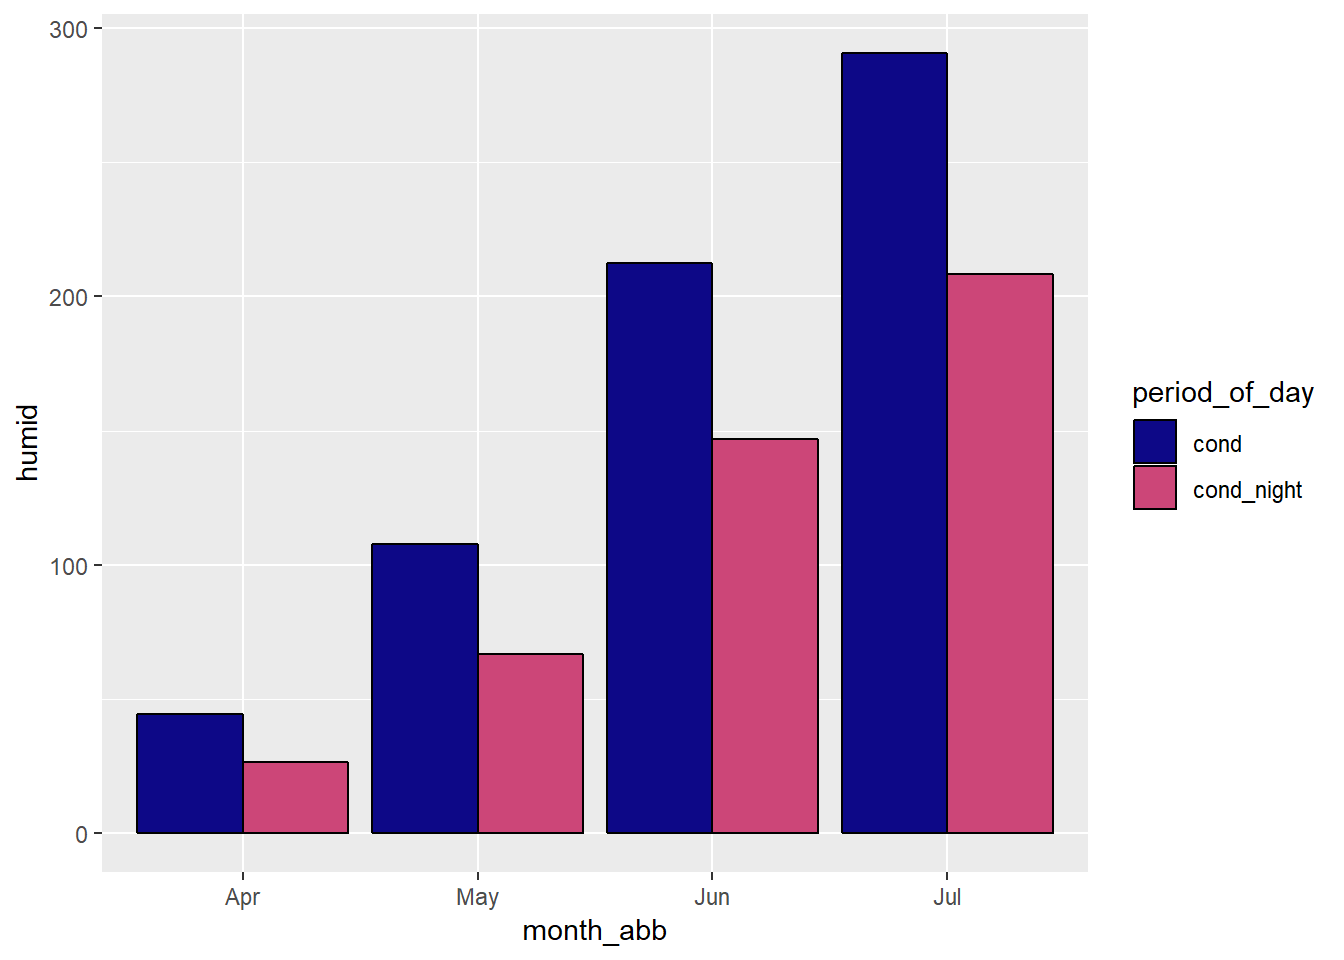 300
200
100
0
humid
Apr May Jun Jul
month_abb
period_of_day
cond
cond_night